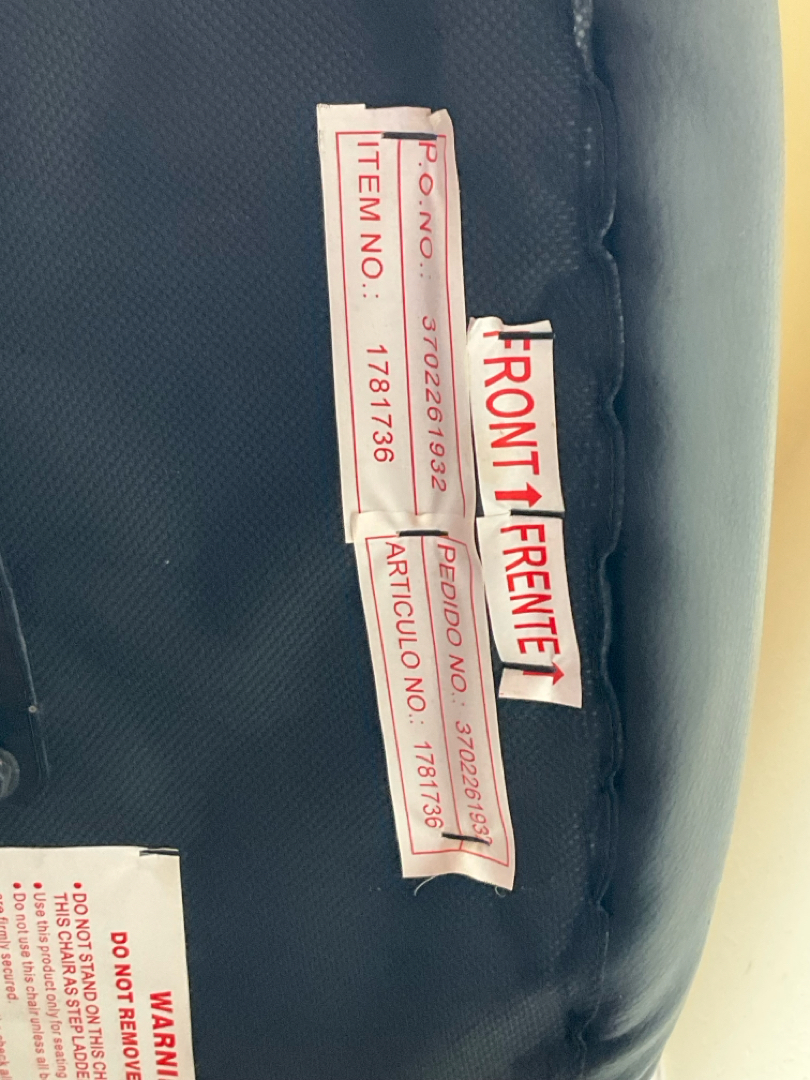 FRONT↑
FRENTE↑
P.O.NO.: 3702261932
ITEM NO.: 1781736
PEDIDO NO.: 3702261932
ARTICULO NO.: 1781736
DO NOT REMOVE
•DO NOT STAND ON THIS CH
THIS CHAIR AS STEP LADDE
•Use this product only for seating
•Do not use this chair unless all b
firmly secured.